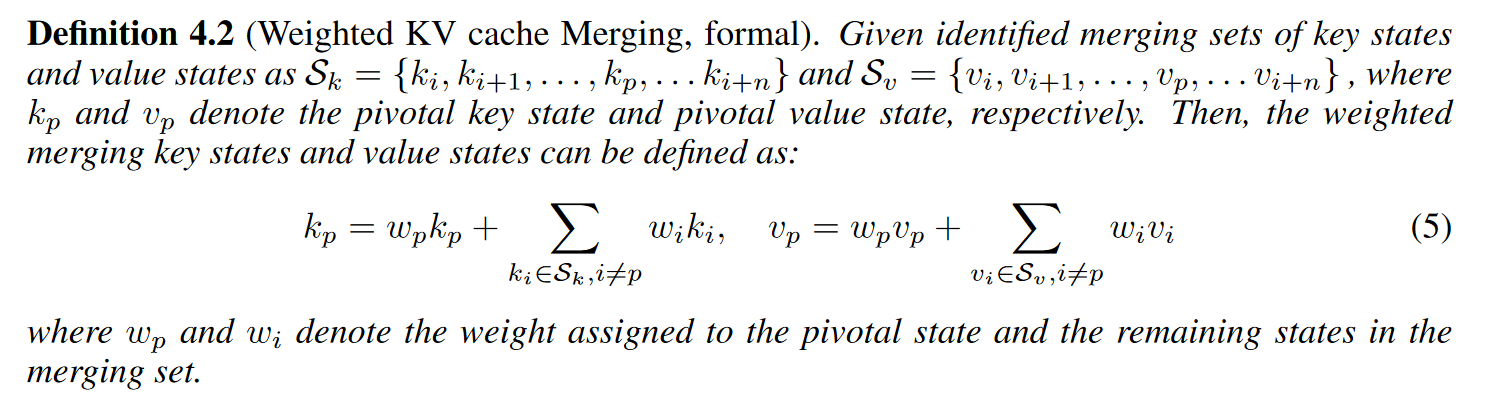 Definition 4.2 (Weighted KV cache Merging, formal). Given identified merging sets of key states
and value states as $\mathcal{S}_k = \{k_i, k_{i+1}, \ldots, k_p, \ldots k_{i+n}\}$ and $\mathcal{S}_v = \{v_i, v_{i+1}, \ldots, v_p, \ldots v_{i+n}\}$ , where
$k_p$ and $v_p$ denote the pivotal key state and pivotal value state, respectively. Then, the weighted
merging key states and value states can be defined as:
$k_p = w_p k_p + \sum_{k_i \in \mathcal{S}_k, i \neq p} w_i k_i, \quad v_p = w_p v_p + \sum_{v_i \in \mathcal{S}_v, i \neq p} w_i v_i$ (5)
where $w_p$ and $w_i$ denote the weight assigned to the pivotal state and the remaining states in the
merging set.